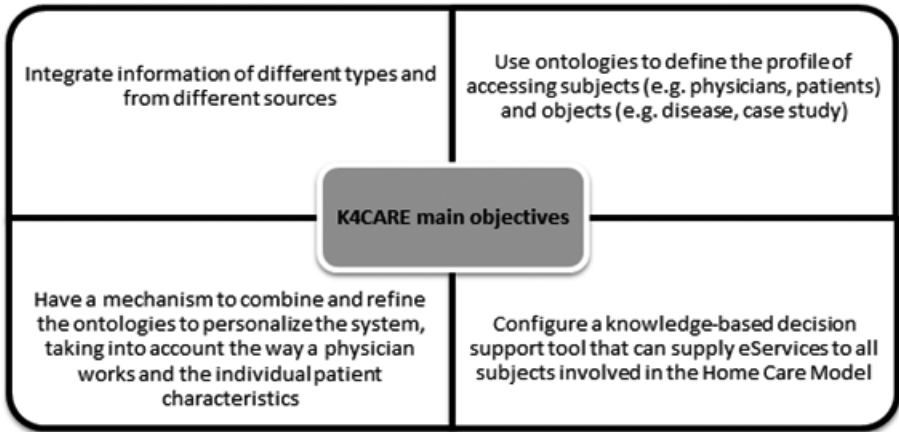 Integrate information of different types and
from different sources
Use ontologies to define the profile of
accessing subjects (e.g. physicians, patients)
and objects (e.g. disease, case study)
K4CARE main objectives
Have a mechanism to combine and refine
the ontologies to personalize the system,
taking into account the way a physician
works and the individual patient
characteristics
Configure a knowledge-based decision
support tool that can supply eServices to all
subjects involved in the Home Care Model